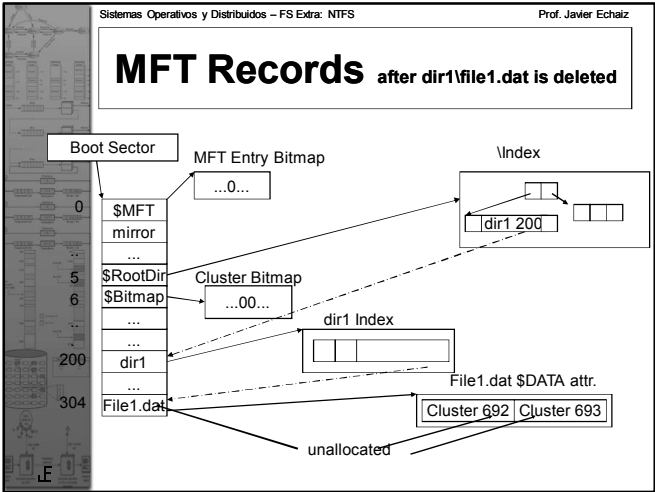 Sistemas Operativos y Distribuidos – FS Extra: NTFS
Prof. Javier Echaiz
MFT Records after dir1\file1.dat is deleted
Boot Sector
MFT Entry Bitmap
...0...
\Index
dir1 200
0
$MFT
mirror
...
..
5
$RootDir
6
$Bitmap
Cluster Bitmap
...00...
...
..
...
dir1 Index
200
dir1
...
304
File1.dat
File1.dat $DATA attr.
Cluster 692
Cluster 693
unallocated
JE